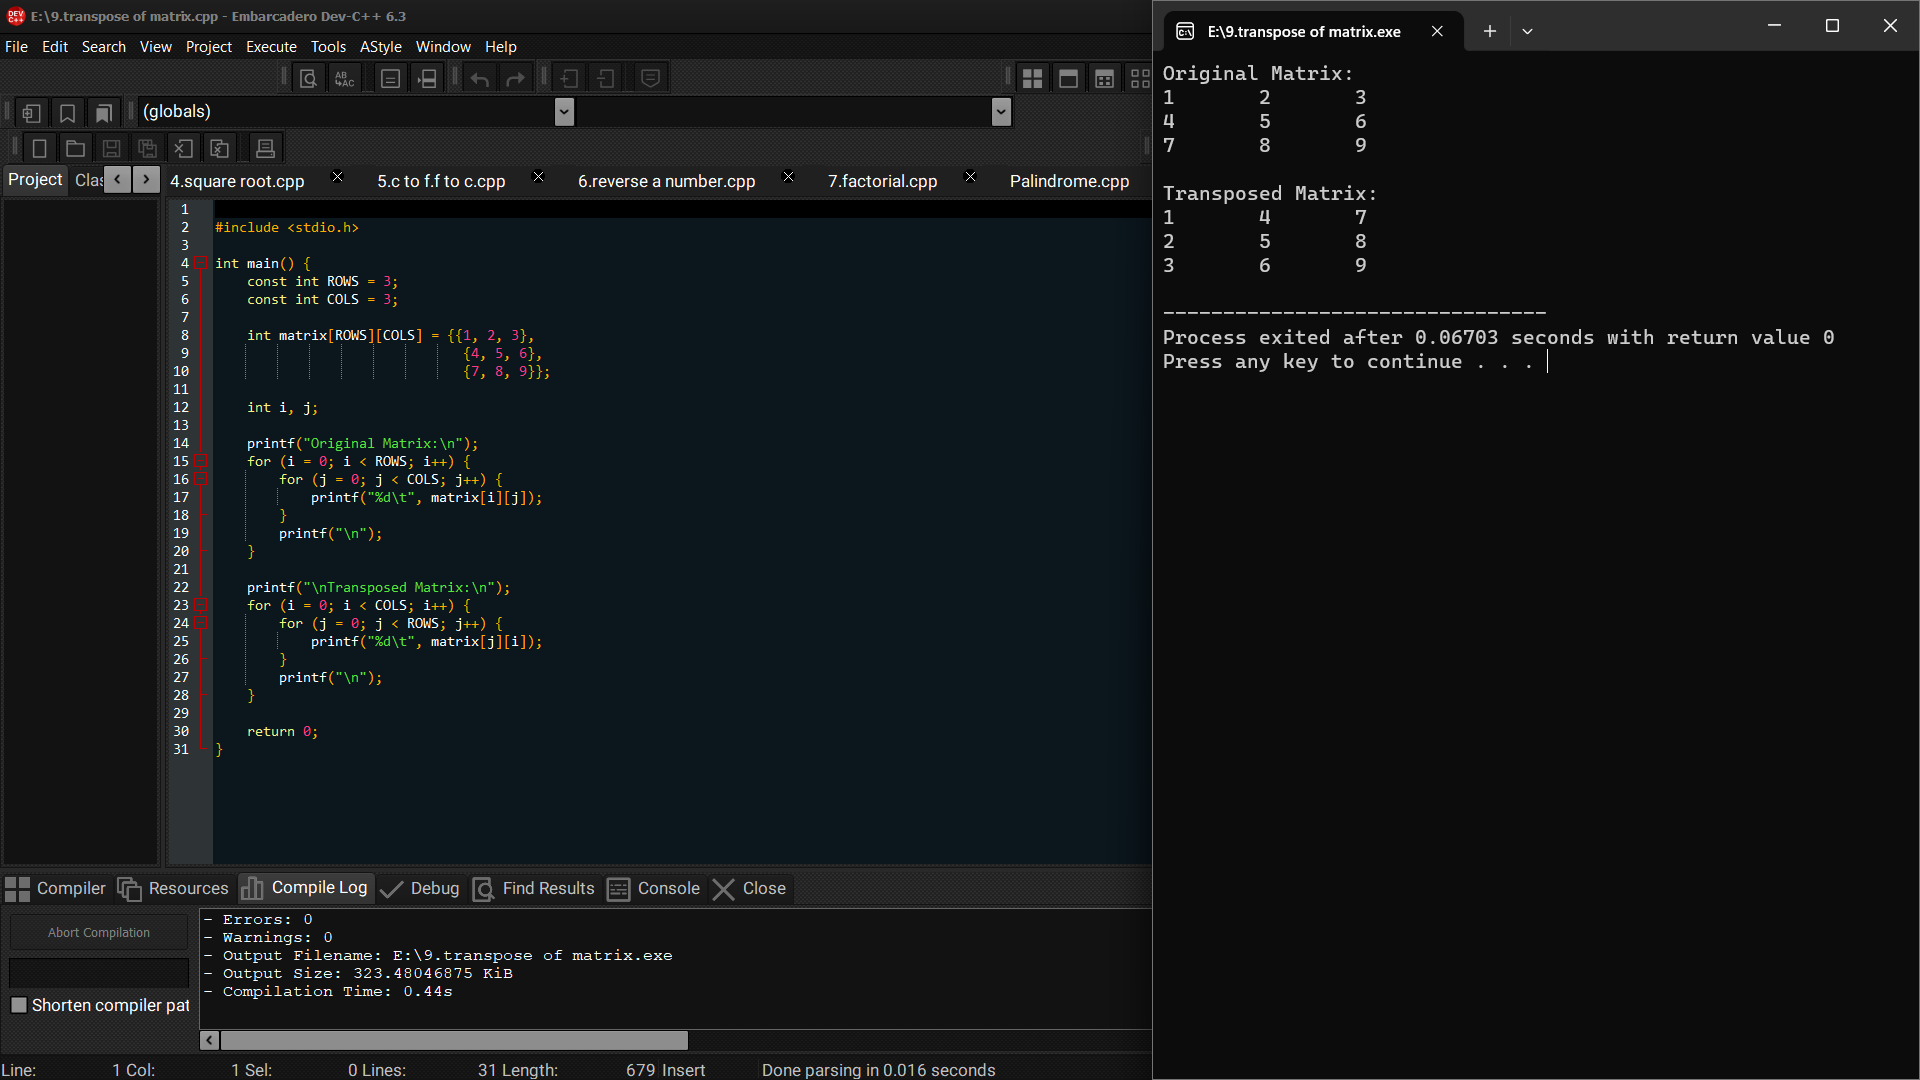 E:\9.transpose of matrix.cpp - Embarcadero Dev-C++ 6.3
File Edit Search View Project Execute Tools AStyle Window Help
(globals)
Project Clas
4.square root.cpp 5.c to f.f to c.cpp 6.reverse a number.cpp 7.factorial.cpp Palindrome.cpp
1
2 #include <stdio.h>
3
4 int main() {
5 const int ROWS = 3;
6 const int COLS = 3;
7
8 int matrix[ROWS][COLS] = {{1, 2, 3},
9 {4, 5, 6},
10 {7, 8, 9}};
11
12 int i, j;
13
14 printf("Original Matrix:\n");
15 for (i = 0; i < ROWS; i++) {
16 for (j = 0; j < COLS; j++) {
17 printf("%d\t", matrix[i][j]);
18 }
19 printf("\n");
20 }
21
22 printf("\nTransposed Matrix:\n");
23 for (i = 0; i < COLS; i++) {
24 for (j = 0; j < ROWS; j++) {
25 printf("%d\t", matrix[j][i]);
26 }
27 printf("\n");
28 }
29
30 return 0;
31 }
Compiler Resources Compile Log Debug Find Results Console Close
Abort Compilation
Shorten compiler pat
- Errors: 0
- Warnings: 0
- Output Filename: E:\9.transpose of matrix.exe
- Output Size: 323.48046875 KiB
- Compilation Time: 0.44s
Line: 1 Col: 1 Sel: 0 Lines: 31 Length: 679 Insert Done parsing in 0.016 seconds
E:\9.transpose of matrix.exe
Original Matrix:
1 2 3
4 5 6
7 8 9
Transposed Matrix:
1 4 7
2 5 8
3 6 9
--------------------------------
Process exited after 0.06703 seconds with return value 0
Press any key to continue . . .